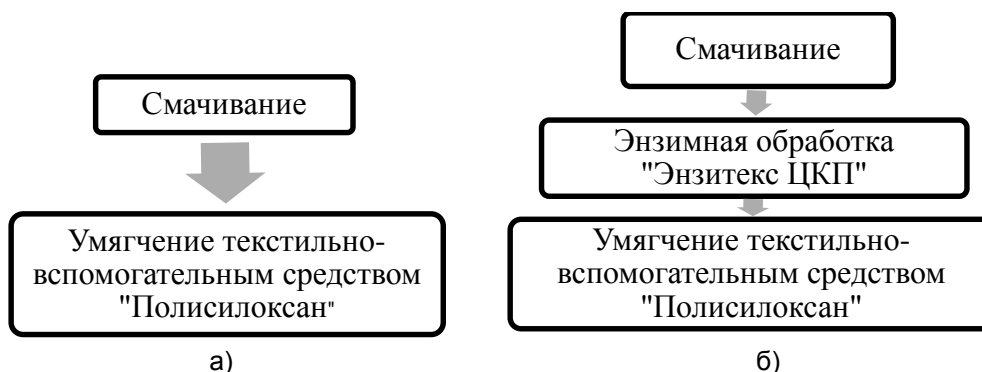 Смачивание
Умягчение текстильно-
вспомогательным средством
"Полисилоксан"
а)
Смачивание
Энзимная обработка
"Энзитекс ЦКП"
Умягчение текстильно-
вспомогательным средством
"Полисилоксан"
б)